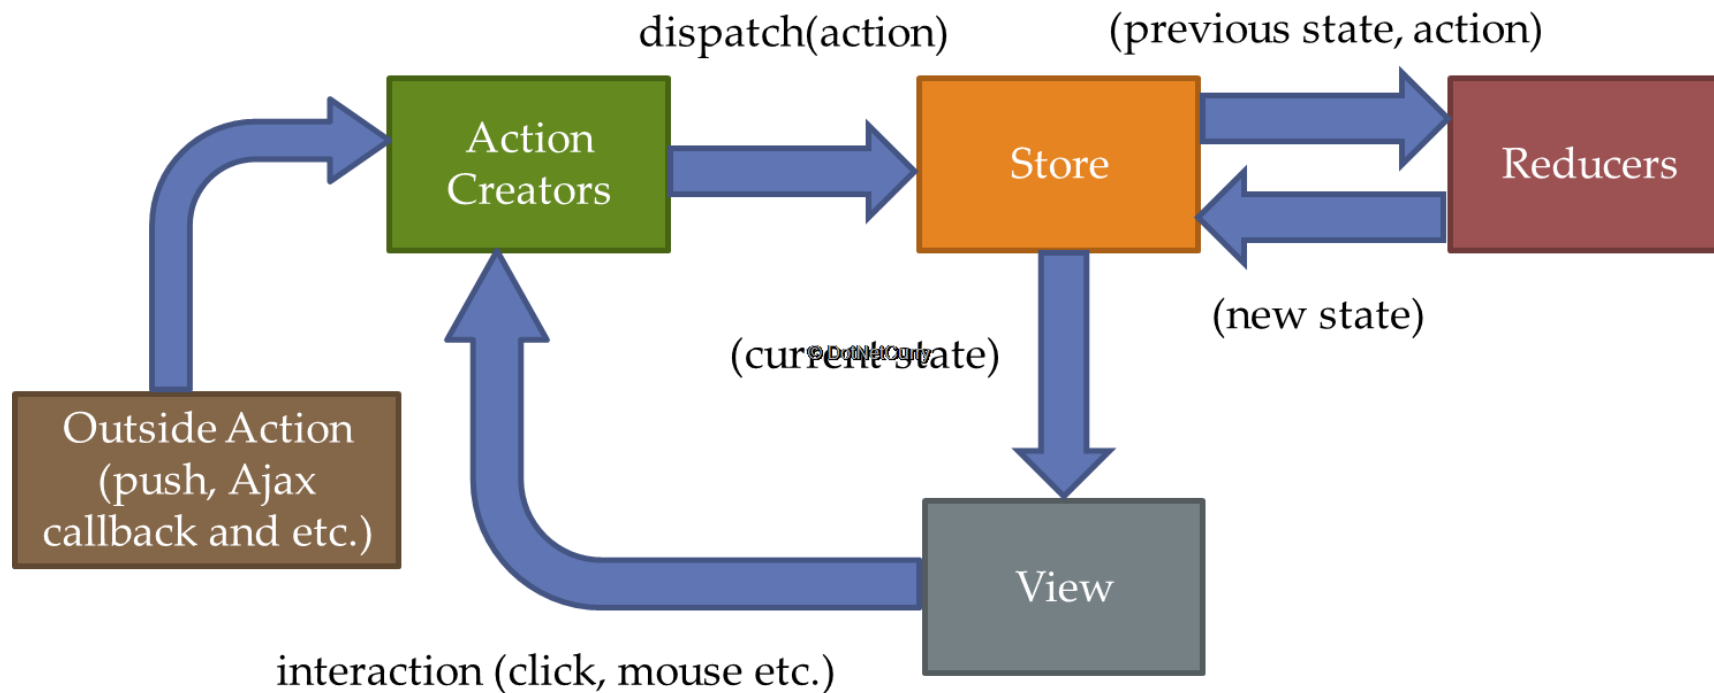 dispatch(action)
(previous state, action)
Action
Creators
Store
Reducers
(new state)
(current state)
© DotNetCurry
Outside Action
(push, Ajax
callback and etc.)
View
interaction (click, mouse etc.)